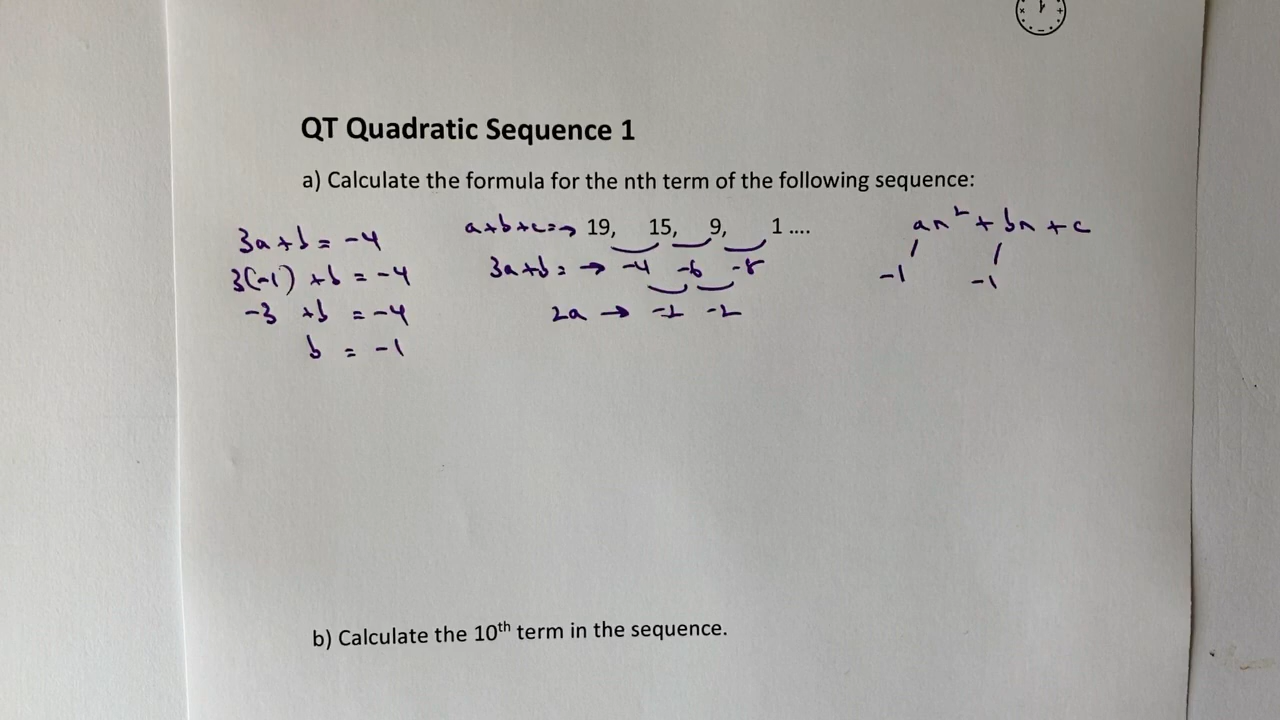 QT Quadratic Sequence 1
a) Calculate the formula for the nth term of the following sequence:
a+b+c=→ 19, 15, 9, 1 ....
an² + bn + c
3a+b = → -4 -6 -8
-1 -1
2a → -2 -2
3a+b = -4
3(-1) +b = -4
-3 +b = -4
b = -1
b) Calculate the 10th term in the sequence.